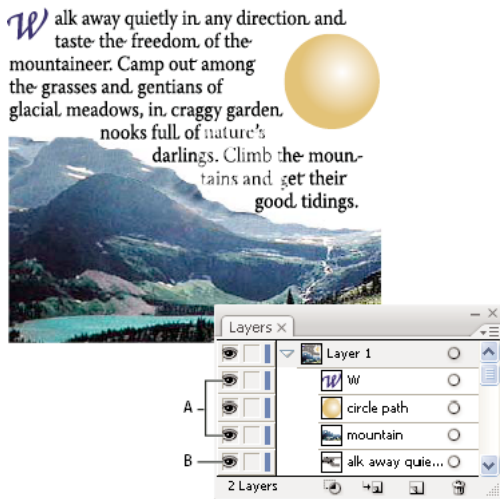 W alk away quietly in any direction and
taste the freedom of the
mountaineer. Camp out among
the grasses and gentians of
glacial meadows, in craggy garden
nooks full of nature's
darlings. Climb the moun-
tains and get their
good tidings.
Layers ×
Layer 1
W W
circle path
A
mountain
B
alk away quie...
2 Layers